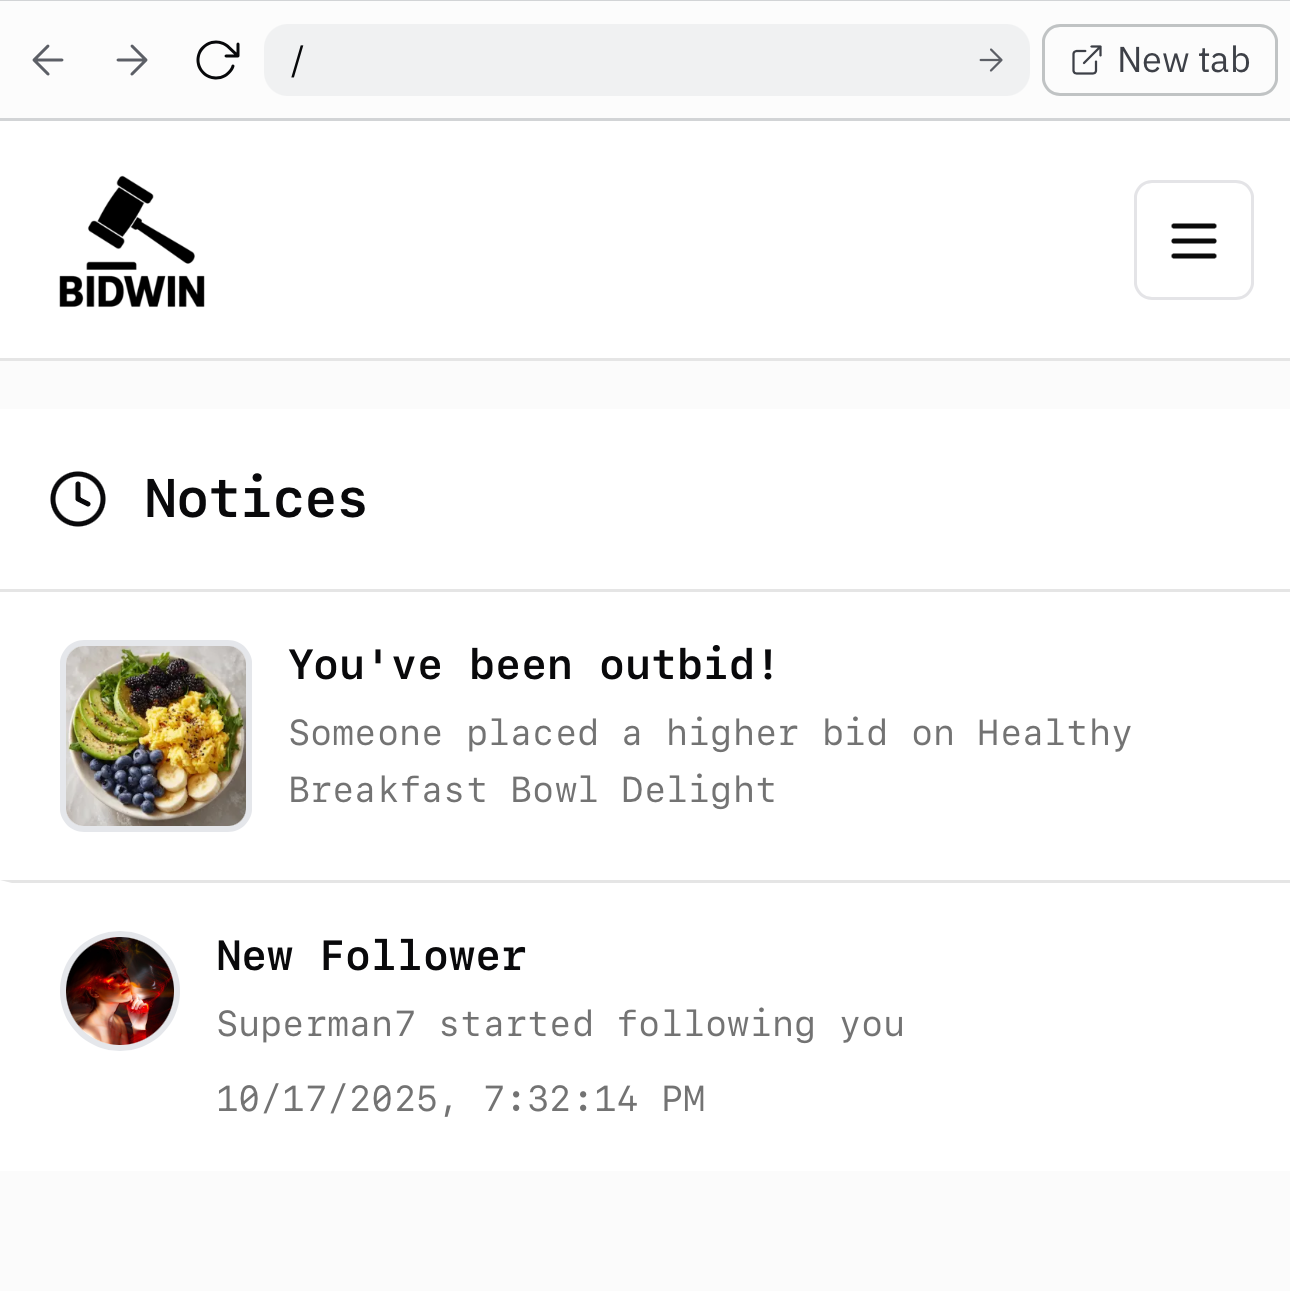 /
New tab
BIDWIN
Notices
You've been outbid!
Someone placed a higher bid on Healthy
Breakfast Bowl Delight
New Follower
Superman7 started following you
10/17/2025, 7:32:14 PM